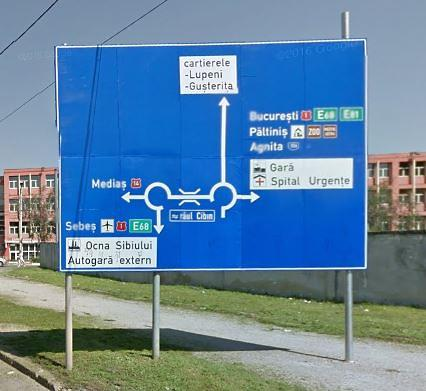 ©2016 Google
cartierele
-Lupeni
-Gușterița
București 1 E68 E81
Păltiniș ZOO
Agnita
Gară
Spital Urgențe
Mediaș 14
râul Cibin
Sebeș 1 E68
Ocna Sibiului
Autogară extern